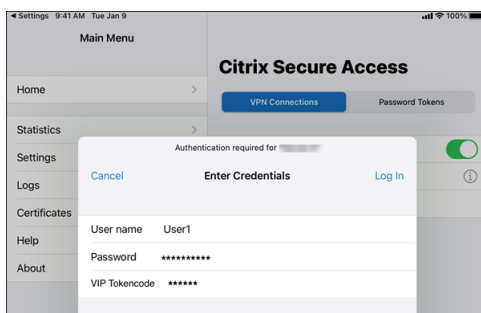 Settings 9:41 AM Tue Jan 9 100%
Main Menu
Citrix Secure Access
Home
VPN Connections Password Tokens
Statistics
Settings
Logs
Certificates
Help
About
Authentication required for
Cancel Enter Credentials Log In
User name User1
Password **********
VIP Tokencode ******